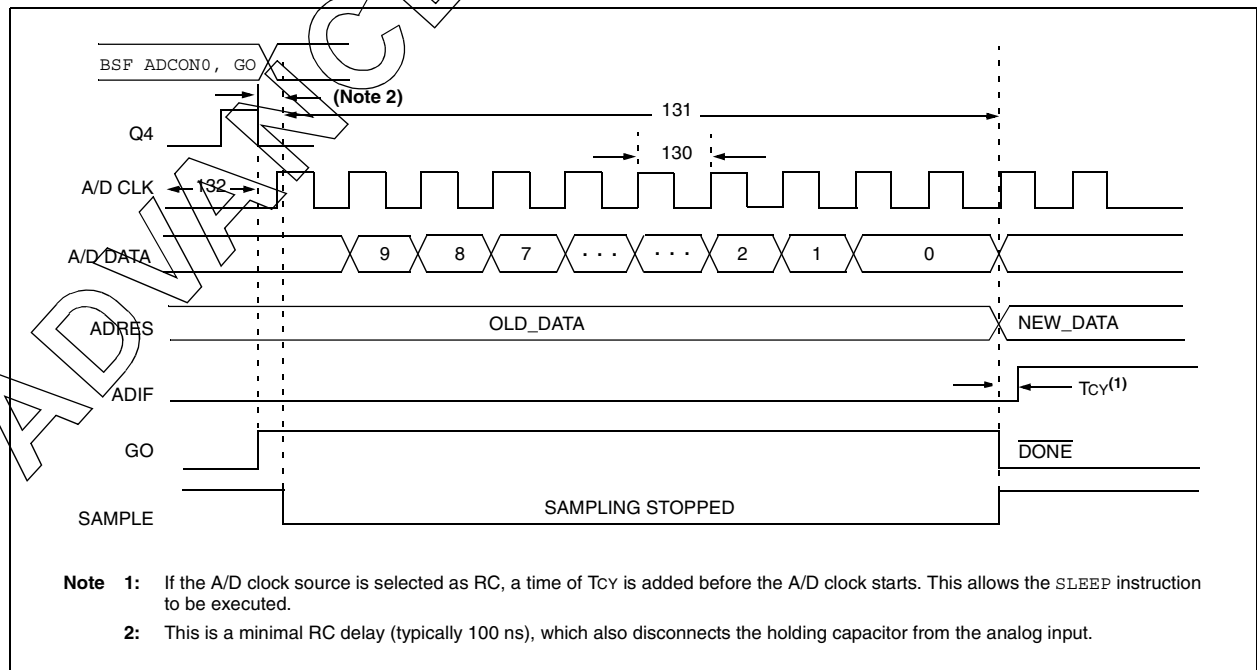 BSF ADCON0, GO
(Note 2)
131
Q4
130
A/D CLK
132
A/D DATA
9 8 7 . . . . . . 2 1 0
ADRES
OLD_DATA
NEW_DATA
ADIF
TCY(1)
GO
DONE
SAMPLE
SAMPLING STOPPED
Note 1: If the A/D clock source is selected as RC, a time of TCY is added before the A/D clock starts. This allows the SLEEP instruction
to be executed.
2: This is a minimal RC delay (typically 100 ns), which also disconnects the holding capacitor from the analog input.